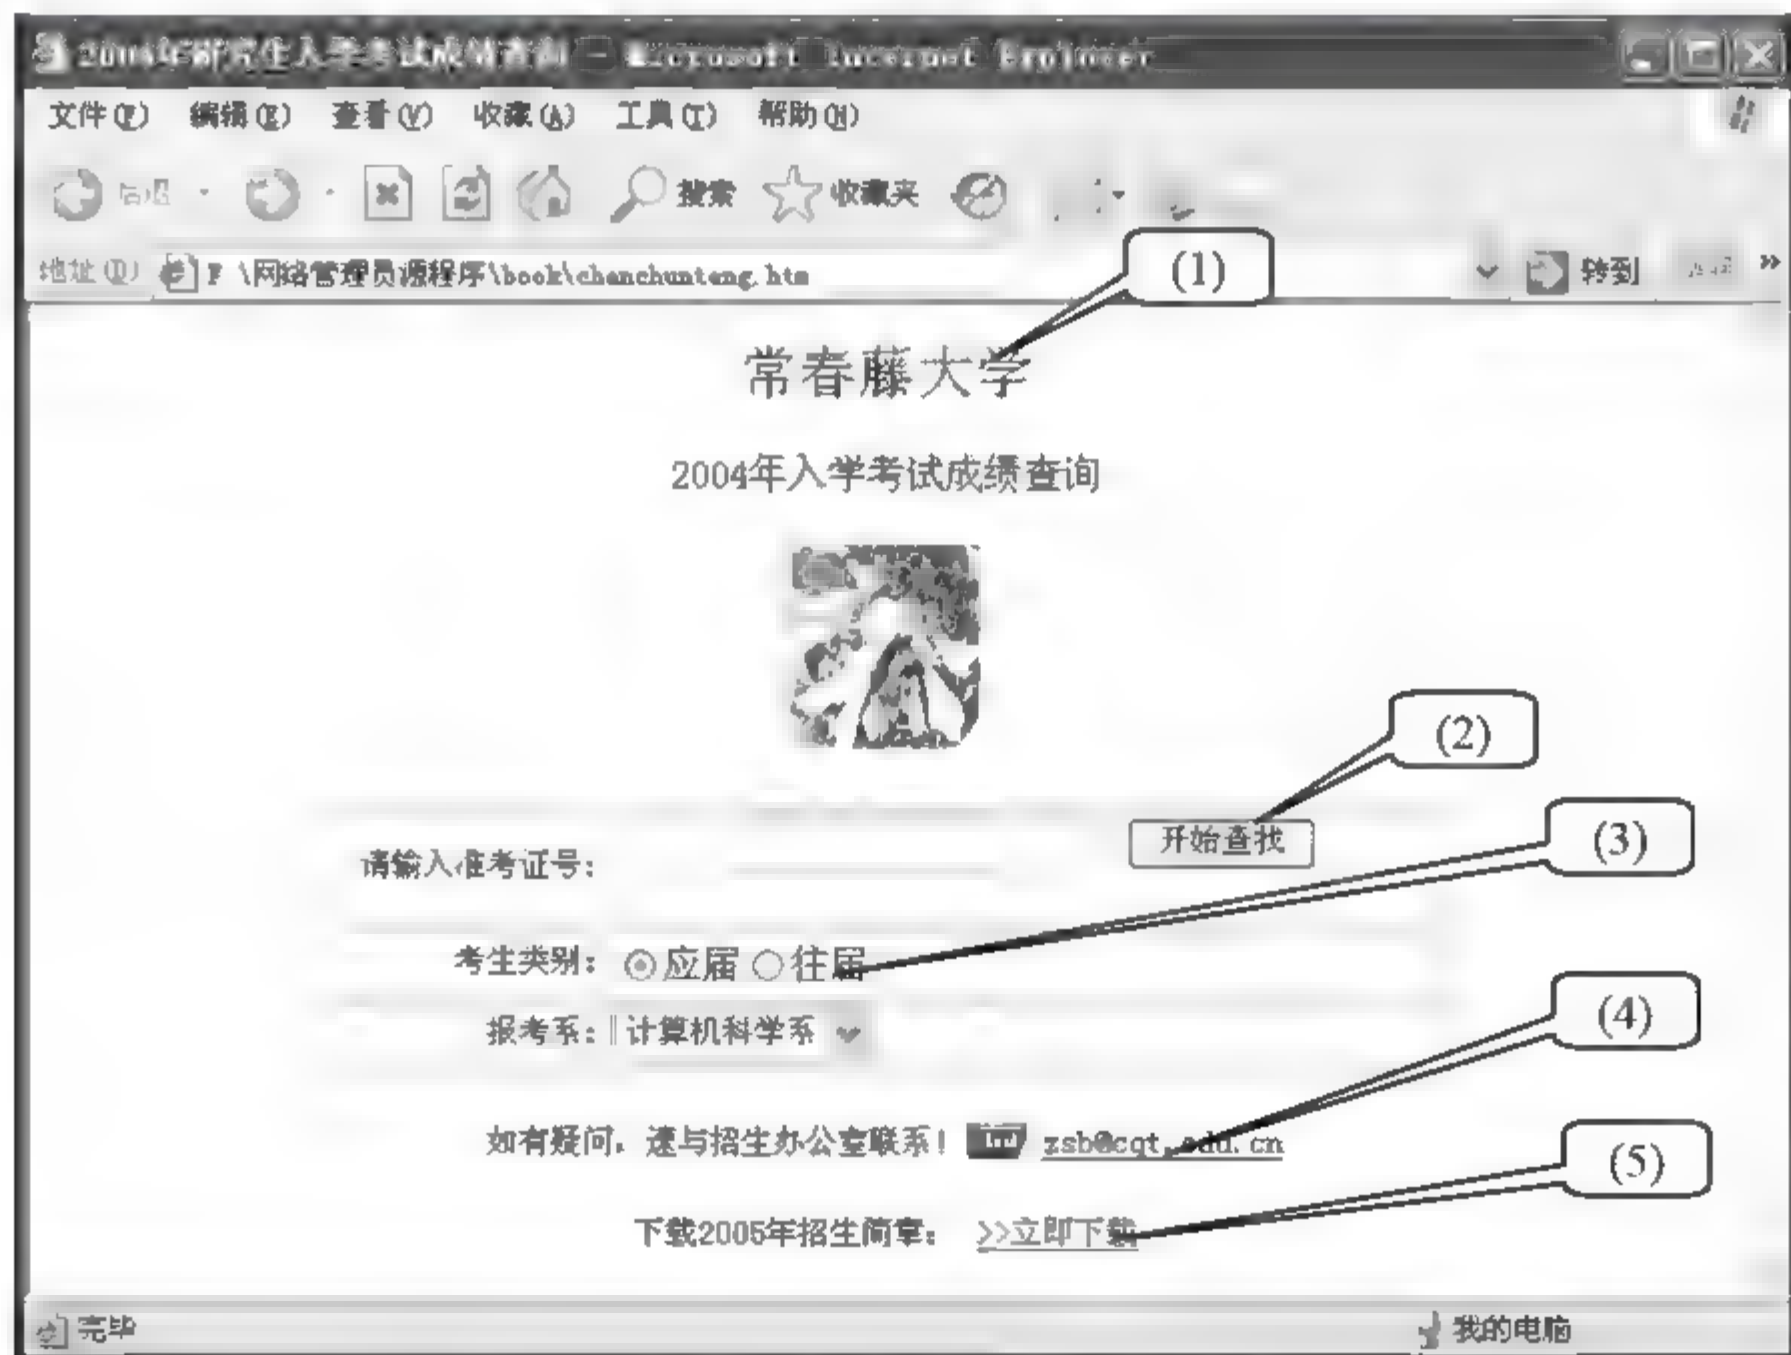 2004年研究生入学考试成绩查询 - Microsoft Internet Explorer
文件(F) 编辑(E) 查看(V) 收藏(A) 工具(T) 帮助(H)
后退 搜索 收藏夹
地址(D) F \网络管理员源程序\book\chanchunteng.htm 转到 »
(1)
常春藤大学
2004年入学考试成绩查询
(2)
请输入准考证号: 开始查找
(3)
考生类别: 应届 往届
(4)
报考系: 计算机科学系
如有疑问, 速与招生办公室联系! zsb@cqt.edu.cn
(5)
下载2005年招生简章: >>立即下载
完毕 我的电脑